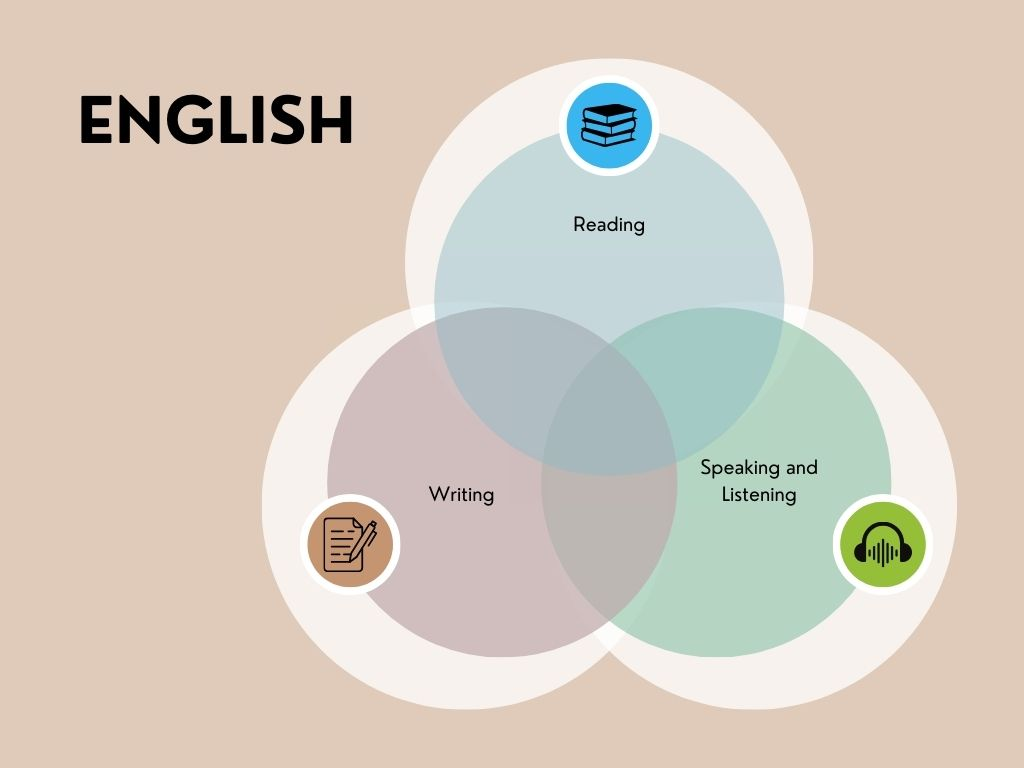 ENGLISH
Reading
Speaking and
Listening
Writing